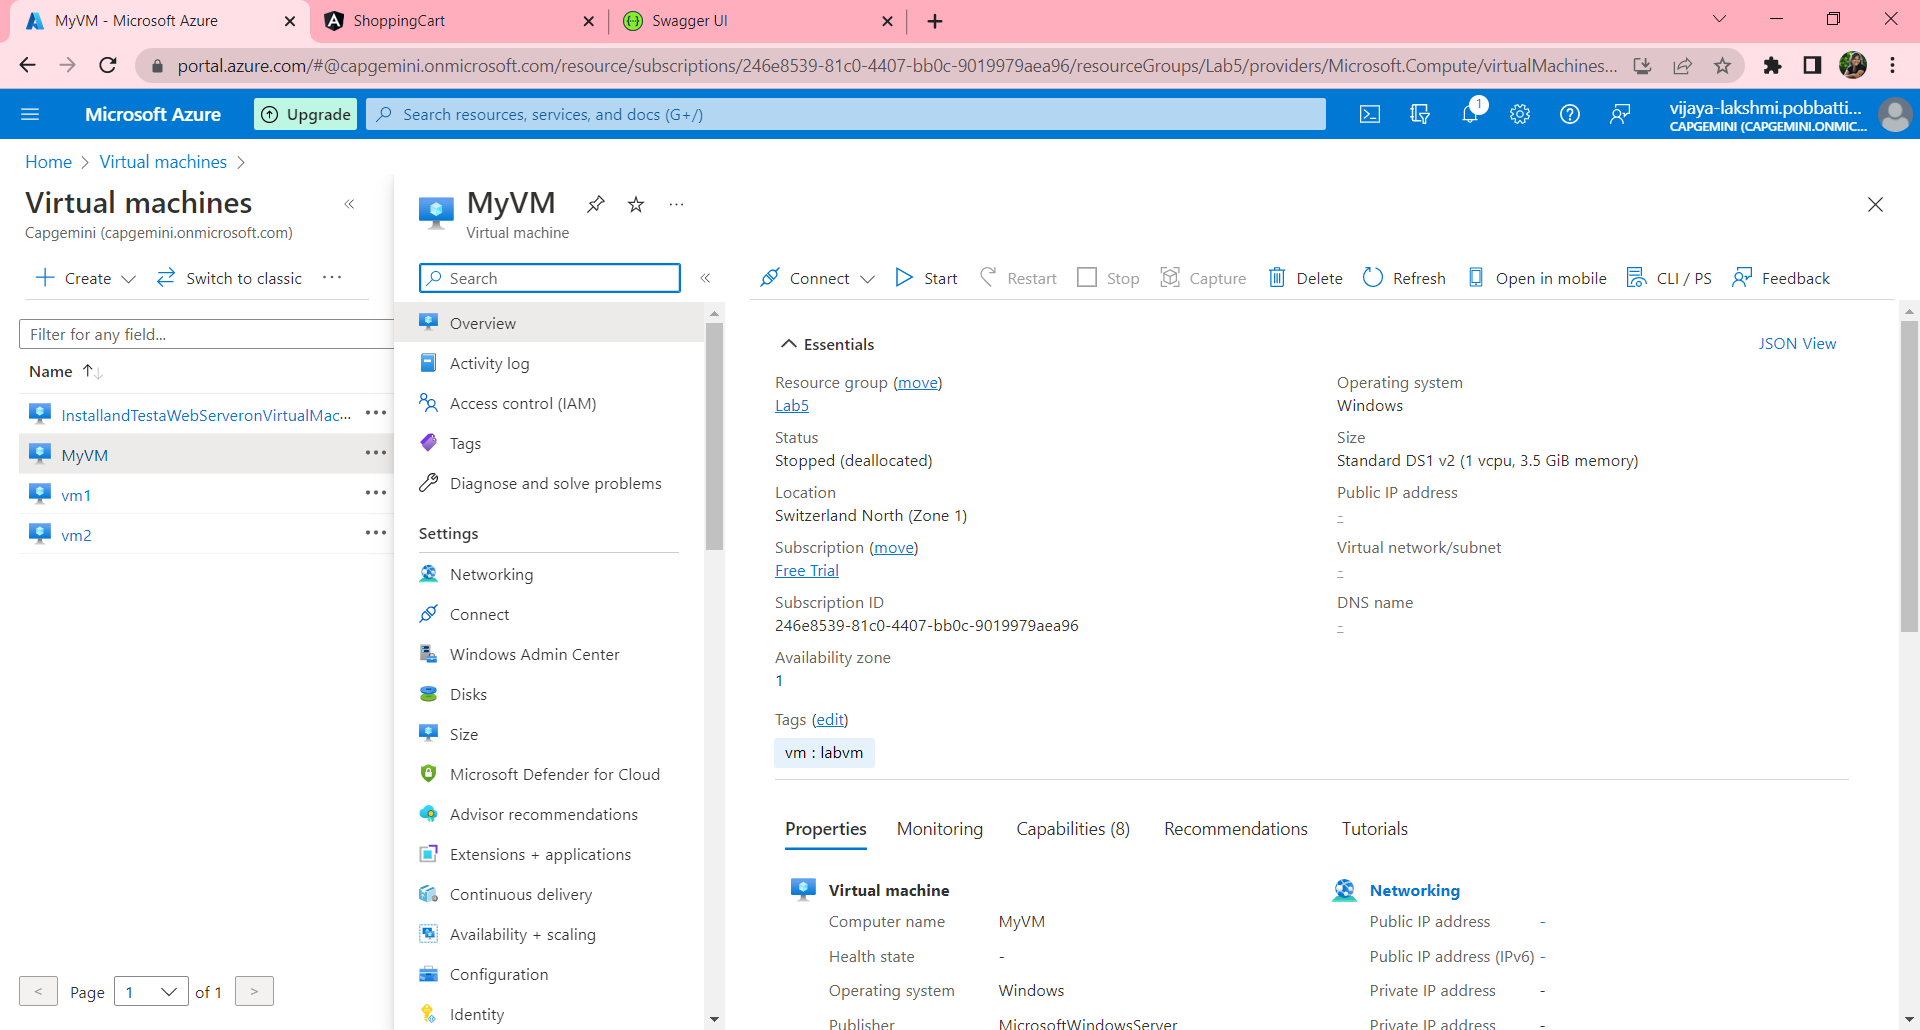 MyVM - Microsoft Azure
ShoppingCart
Swagger UI
portal.azure.com/#@capgemini.onmicrosoft.com/resource/subscriptions/246e8539-81c0-4407-bb0c-9019979aea96/resourceGroups/Lab5/providers/Microsoft.Compute/virtualMachines...
Microsoft Azure
Upgrade
Search resources, services, and docs (G+/)
1
vijaya-lakshmi.pobbatti...
CAPGEMINI (CAPGEMINI.ONMIC...
Home > Virtual machines >
Virtual machines
Capgemini (capgemini.onmicrosoft.com)
Create
Switch to classic
Filter for any field...
Name
InstallandTestaWebServeronVirtualMac...
MyVM
vm1
vm2
< Page 1 of 1 >
MyVM
Virtual machine
Search
Overview
Activity log
Access control (IAM)
Tags
Diagnose and solve problems
Settings
Networking
Connect
Windows Admin Center
Disks
Size
Microsoft Defender for Cloud
Advisor recommendations
Extensions + applications
Continuous delivery
Availability + scaling
Configuration
Identity
Connect
Start
Restart
Stop
Capture
Delete
Refresh
Open in mobile
CLI / PS
Feedback
Essentials
JSON View
Resource group (move)
Lab5
Status
Stopped (deallocated)
Location
Switzerland North (Zone 1)
Subscription (move)
Free Trial
Subscription ID
246e8539-81c0-4407-bb0c-9019979aea96
Availability zone
1
Operating system
Windows
Size
Standard DS1 v2 (1 vcpu, 3.5 GiB memory)
Public IP address
-
Virtual network/subnet
-
DNS name
-
Tags (edit)
vm : labvm
Properties
Monitoring
Capabilities (8)
Recommendations
Tutorials
Virtual machine
Computer name MyVM
Health state -
Operating system Windows
Publisher MicrosoftWindowsServer
Networking
Public IP address -
Public IP address (IPv6) -
Private IP address -
Private IP address -